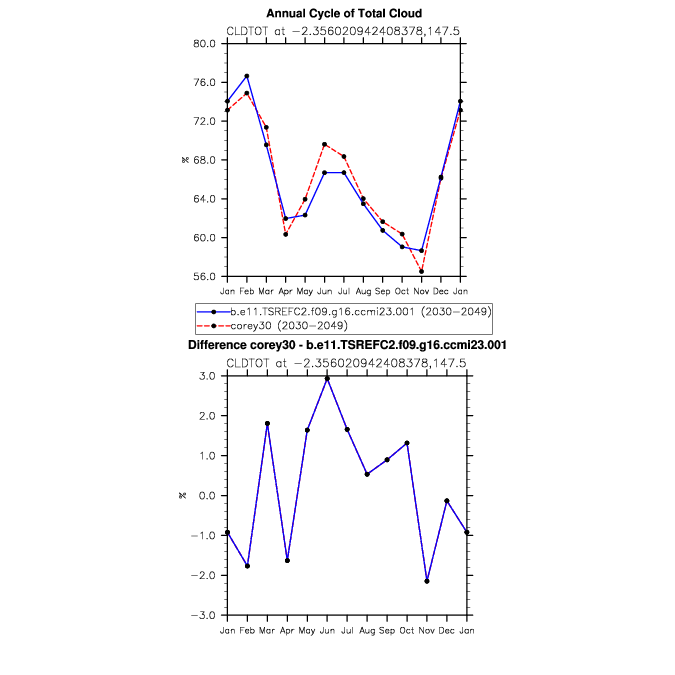 Annual Cycle of Total Cloud
CLDTOT at −2.356020942408378,147.5
80.0
76.0
72.0
68.0
64.0
60.0
56.0
%
Jan Feb Mar Apr May Jun Jul Aug Sep Oct Nov Dec Jan
b.e11.TSREFC2.f09.g16.ccmi23.001 (2030−2049)
corey30 (2030−2049)
Difference corey30 - b.e11.TSREFC2.f09.g16.ccmi23.001
CLDTOT at −2.356020942408378,147.5
3.0
2.0
1.0
0.0
−1.0
−2.0
−3.0
%
Jan Feb Mar Apr May Jun Jul Aug Sep Oct Nov Dec Jan